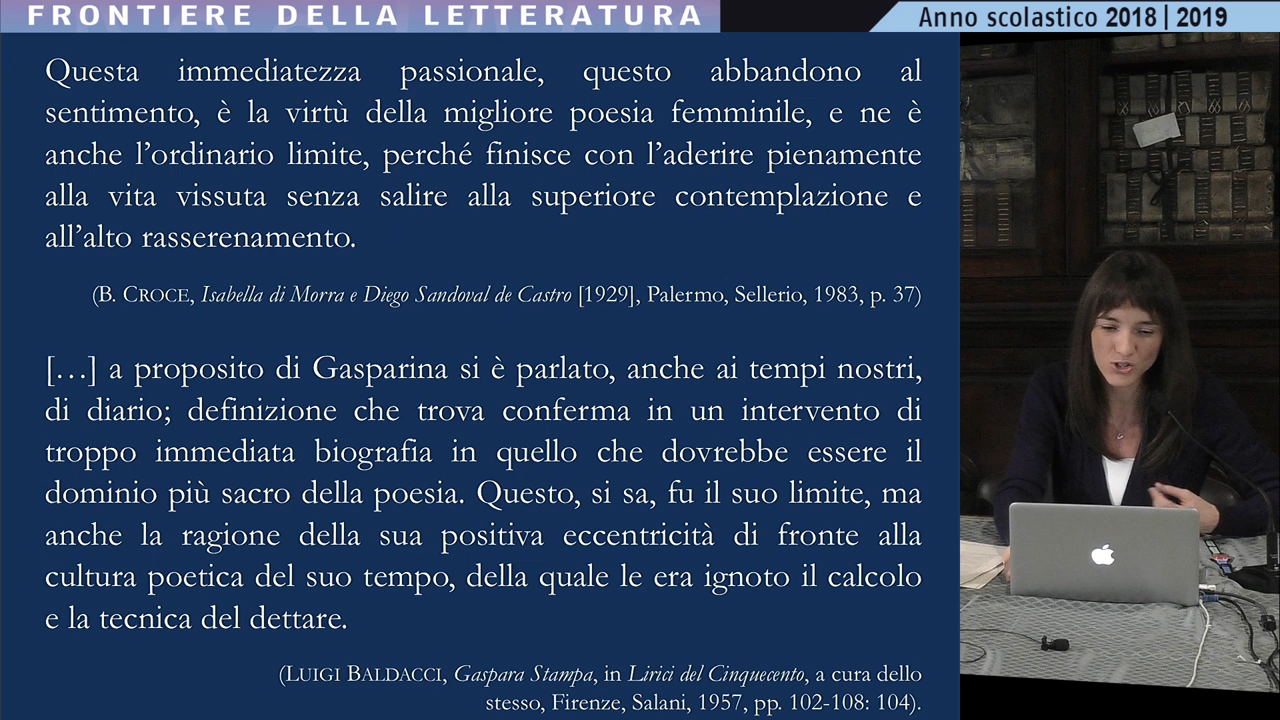 FRONTIERE DELLA LETTERATURA
Anno scolastico 2018 | 2019
Questa immediatezza passionale, questo abbandono al
sentimento, è la virtù della migliore poesia femminile, e ne è
anche l’ordinario limite, perché finisce con l’aderire pienamente
alla vita vissuta senza salire alla superiore contemplazione e
all’alto rasserenamento.
(B. CROCE, Isabella di Morra e Diego Sandoval de Castro [1929], Palermo, Sellerio, 1983, p. 37)
[…] a proposito di Gasparina si è parlato, anche ai tempi nostri,
di diario; definizione che trova conferma in un intervento di
troppo immediata biografia in quello che dovrebbe essere il
dominio più sacro della poesia. Questo, si sa, fu il suo limite, ma
anche la ragione della sua positiva eccentricità di fronte alla
cultura poetica del suo tempo, della quale le era ignoto il calcolo
e la tecnica del dettare.
(LUIGI BALDACCI, Gaspara Stampa, in Lirici del Cinquecento, a cura dello
stesso, Firenze, Salani, 1957, pp. 102-108: 104).